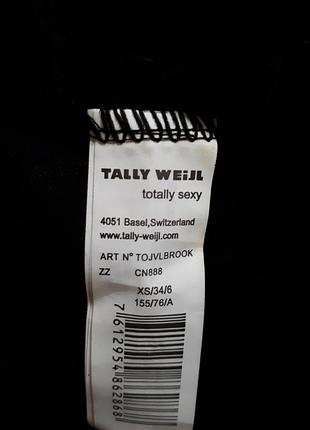 TALLY WEiJL
totally sexy
4051 Basel,Switzerland
www.tally-weijl.com
ART N° TOJVLBROOK
ZZ CN888
XS/34/6
155/76/A
7612954862868